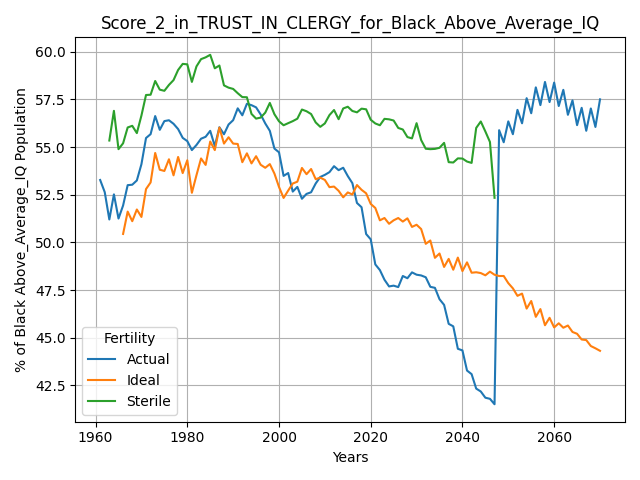 Score_2_in_TRUST_IN_CLERGY_for_Black_Above_Average_IQ
% of Black Above_Average_IQ Population
60.0
57.5
55.0
52.5
50.0
47.5
45.0
42.5
Fertility
Actual
Ideal
Sterile
1960
1980
2000
2020
2040
2060
Years